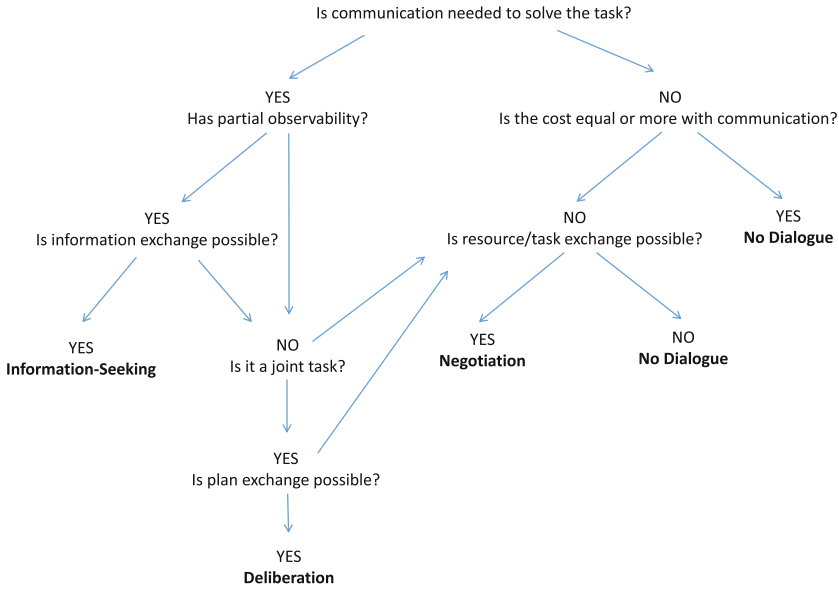 Is communication needed to solve the task?
YES
Has partial observability?
NO
Is the cost equal or more with communication?
YES
Is information exchange possible?
NO
Is resource/task exchange possible?
YES
No Dialogue
YES
Information-Seeking
NO
Is it a joint task?
YES
Negotiation
NO
No Dialogue
YES
Is plan exchange possible?
YES
Deliberation